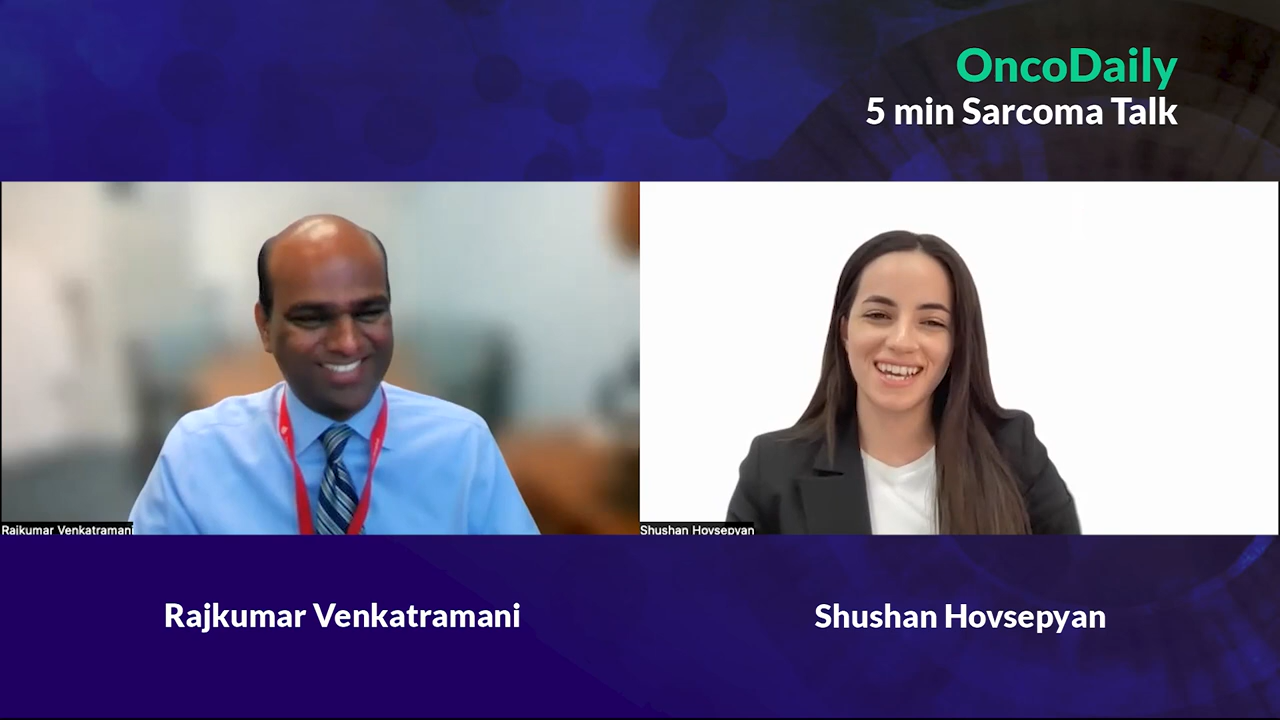 OncoDaily
5 min Sarcoma Talk
Rajkumar Venkatramani
Shushan Hovsepyan
Rajkumar Venkatramani
Shushan Hovsepyan